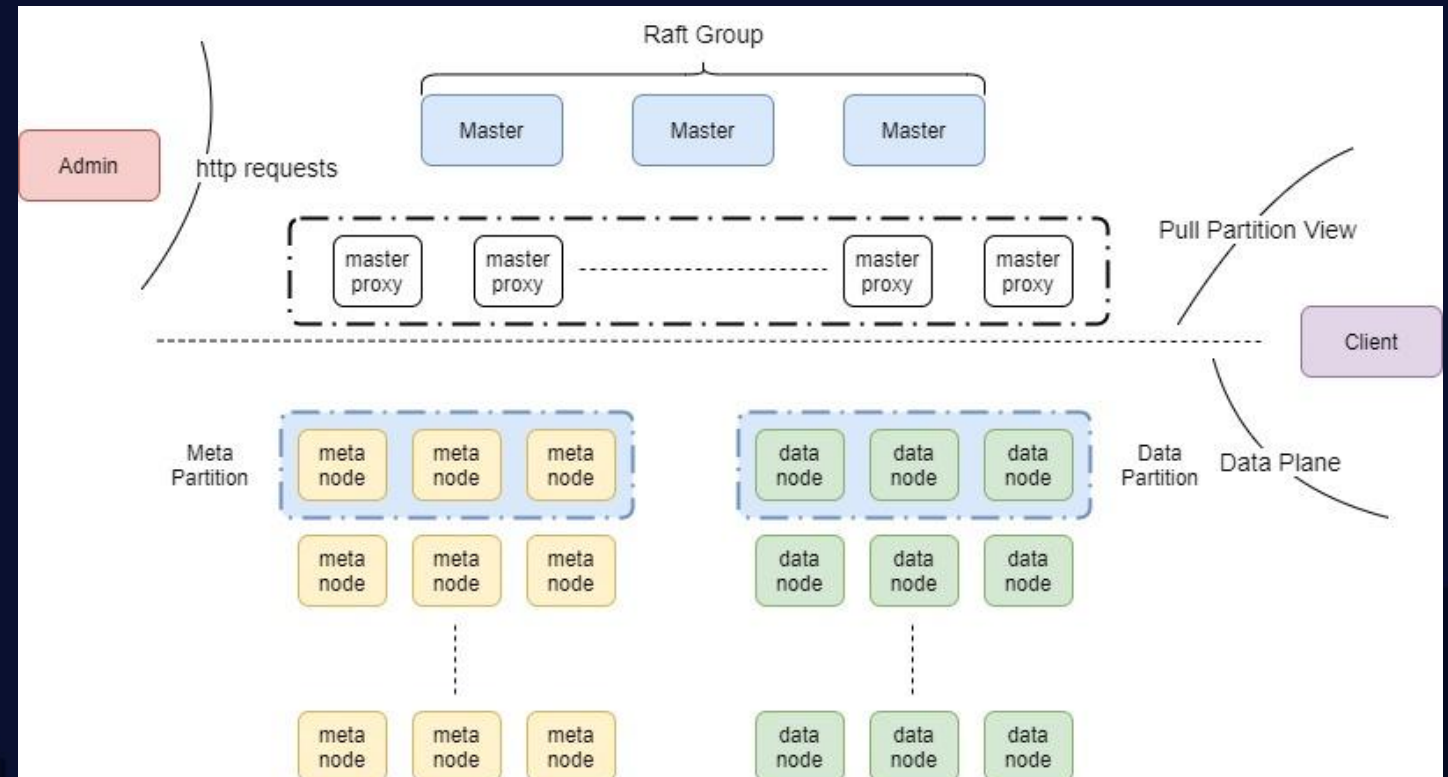 Raft Group
Master
Master
Master
Admin
http requests
master
proxy
master
proxy
master
proxy
master
proxy
Pull Partition View
Client
Meta
Partition
meta
node
meta
node
meta
node
data
node
data
node
data
node
Data
Partition
Data Plane
meta
node
meta
node
meta
node
data
node
data
node
data
node
meta
node
meta
node
meta
node
data
node
data
node
data
node